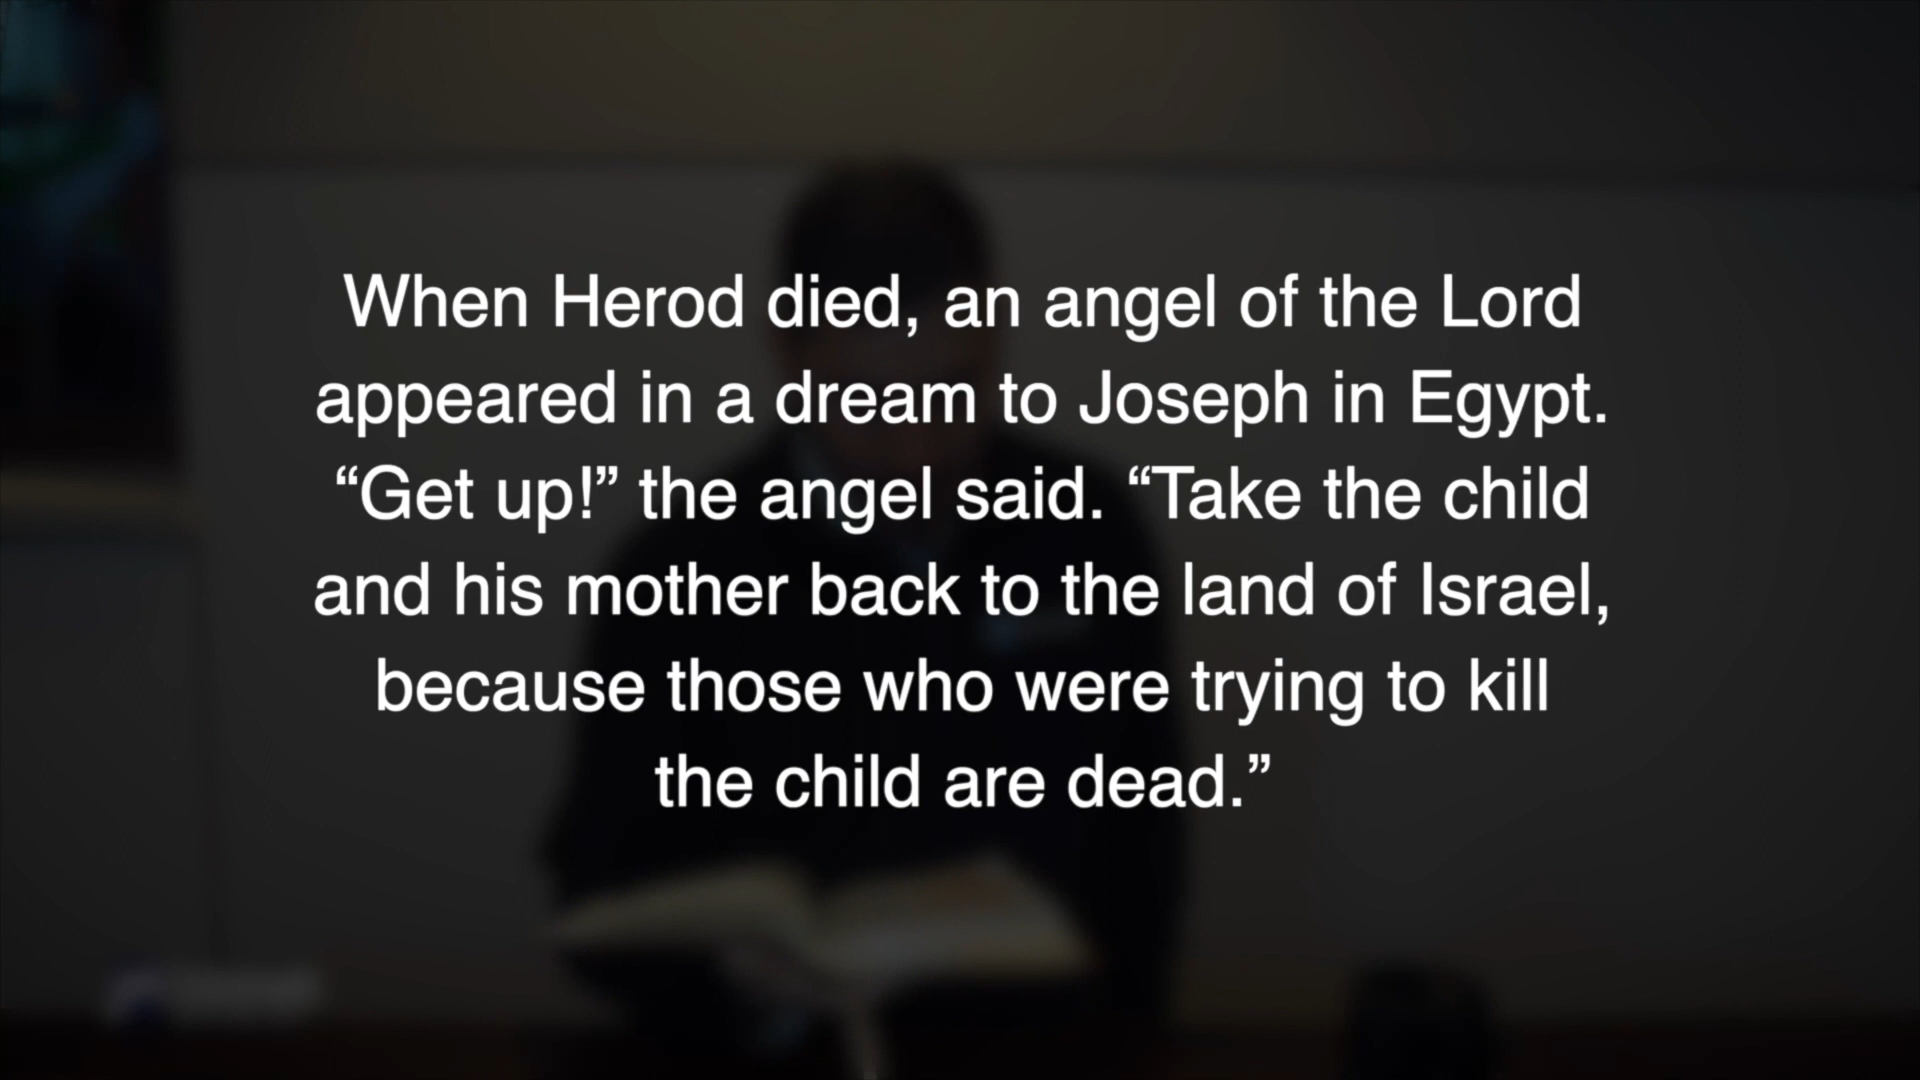 When Herod died, an angel of the Lord
appeared in a dream to Joseph in Egypt.
“Get up!” the angel said. “Take the child
and his mother back to the land of Israel,
because those who were trying to kill
the child are dead.”